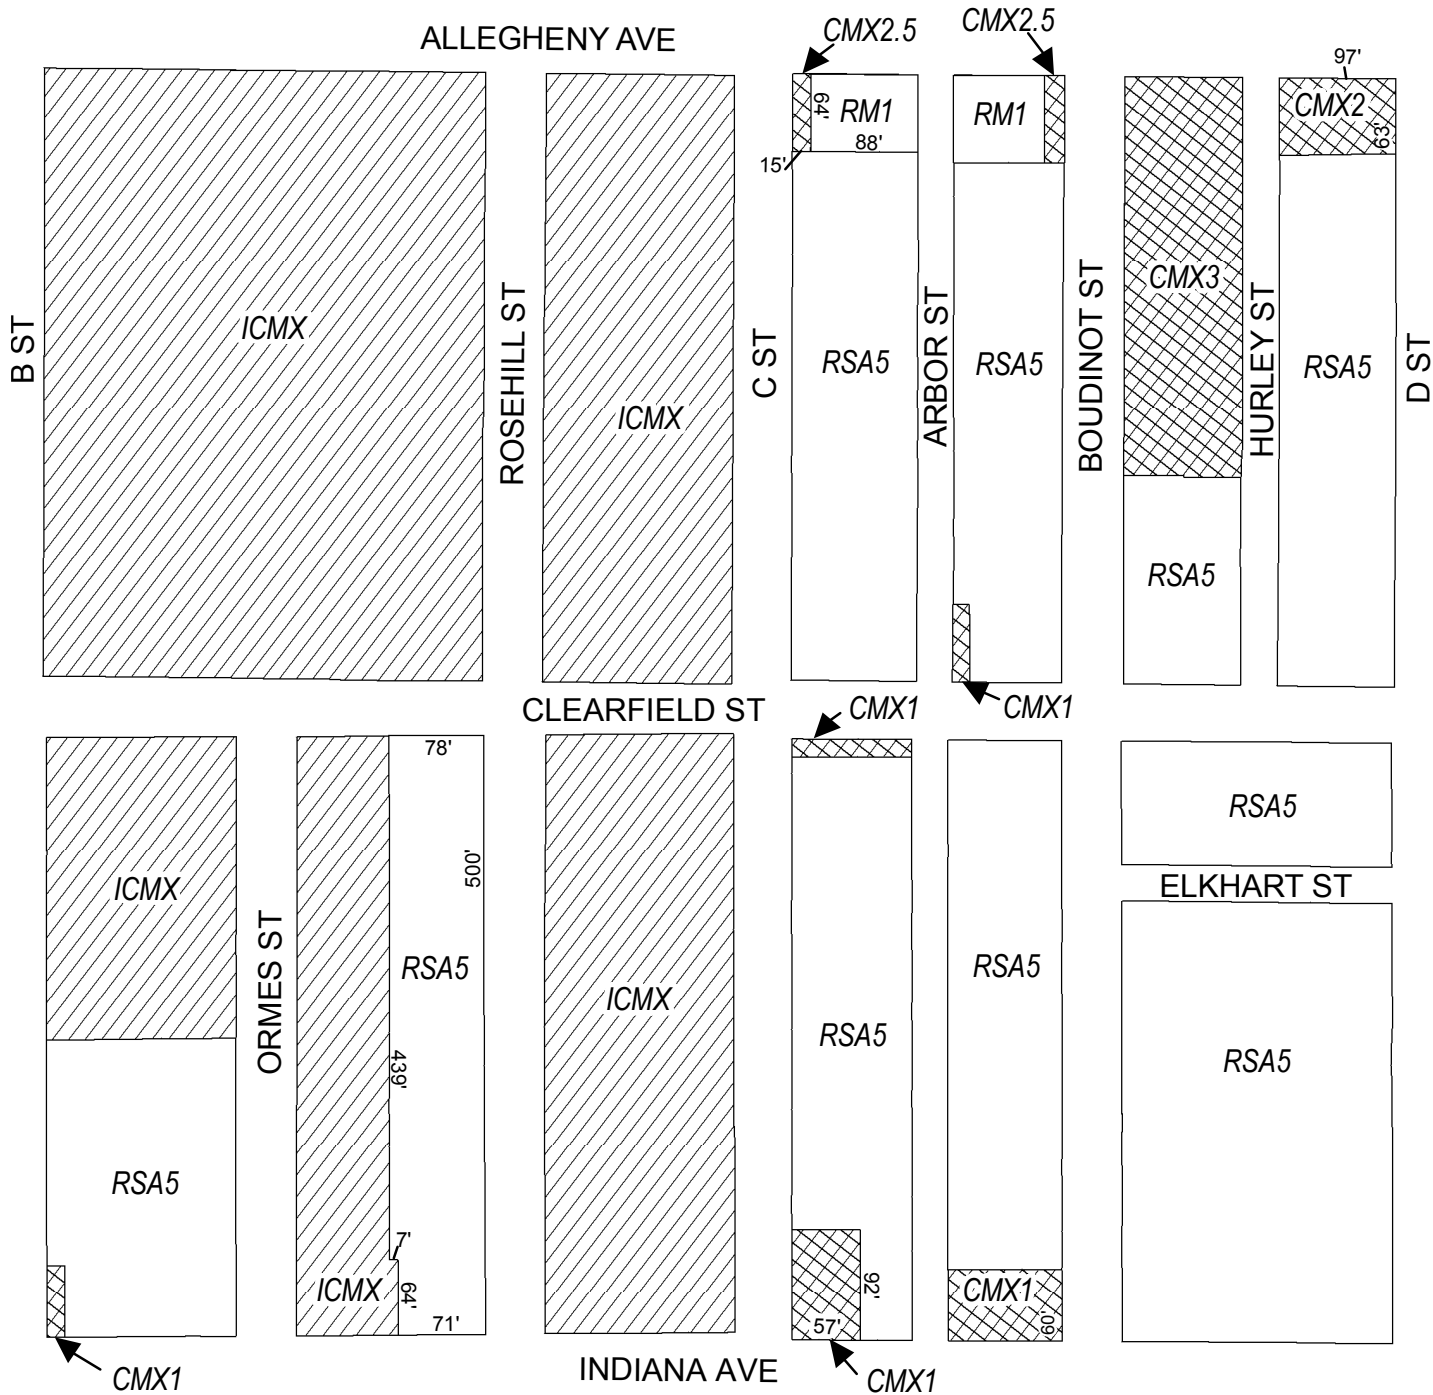 ALLEGHENY AVE
CMX2.5
CMX2.5
97'
64'
RM1
88'
15'
RM1
CMX2
63'
B ST
ICMX
ROSEHILL ST
ICMX
C ST
RSA5
ARBOR ST
RSA5
BOUDINOT ST
CMX3
RSA5
HURLEY ST
RSA5
D ST
CLEARFIELD ST
CMX1
CMX1
78'
500'
ICMX
ORMES ST
RSA5
439'
ICMX
RSA5
RSA5
RSA5
ELKHART ST
RSA5
RSA5
7'
ICMX
64'
71'
92'
57'
CMX1
60'
CMX1
INDIANA AVE
CMX1